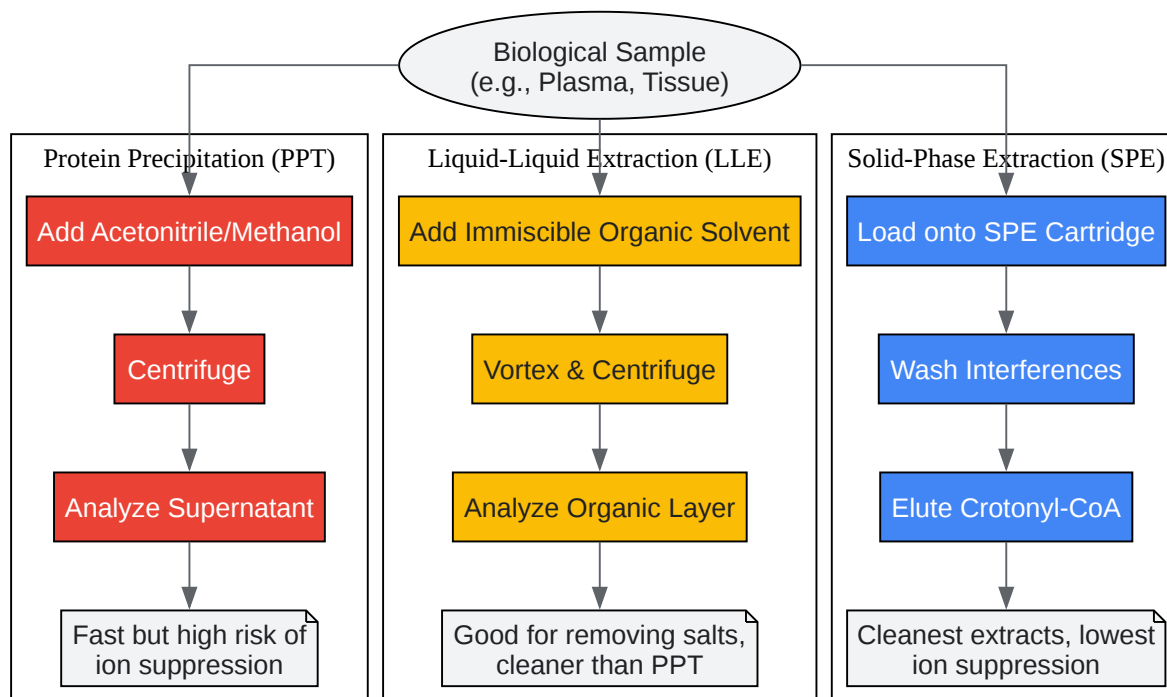 Biological Sample
(e.g., Plasma, Tissue)
Protein Precipitation (PPT)
Add Acetonitrile/Methanol
Centrifuge
Analyze Supernatant
Fast but high risk of
ion suppression
Liquid-Liquid Extraction (LLE)
Add Immiscible Organic Solvent
Vortex & Centrifuge
Analyze Organic Layer
Good for removing salts,
cleaner than PPT
Solid-Phase Extraction (SPE)
Load onto SPE Cartridge
Wash Interferences
Elute Crotonyl-CoA
Cleanest extracts, lowest
ion suppression